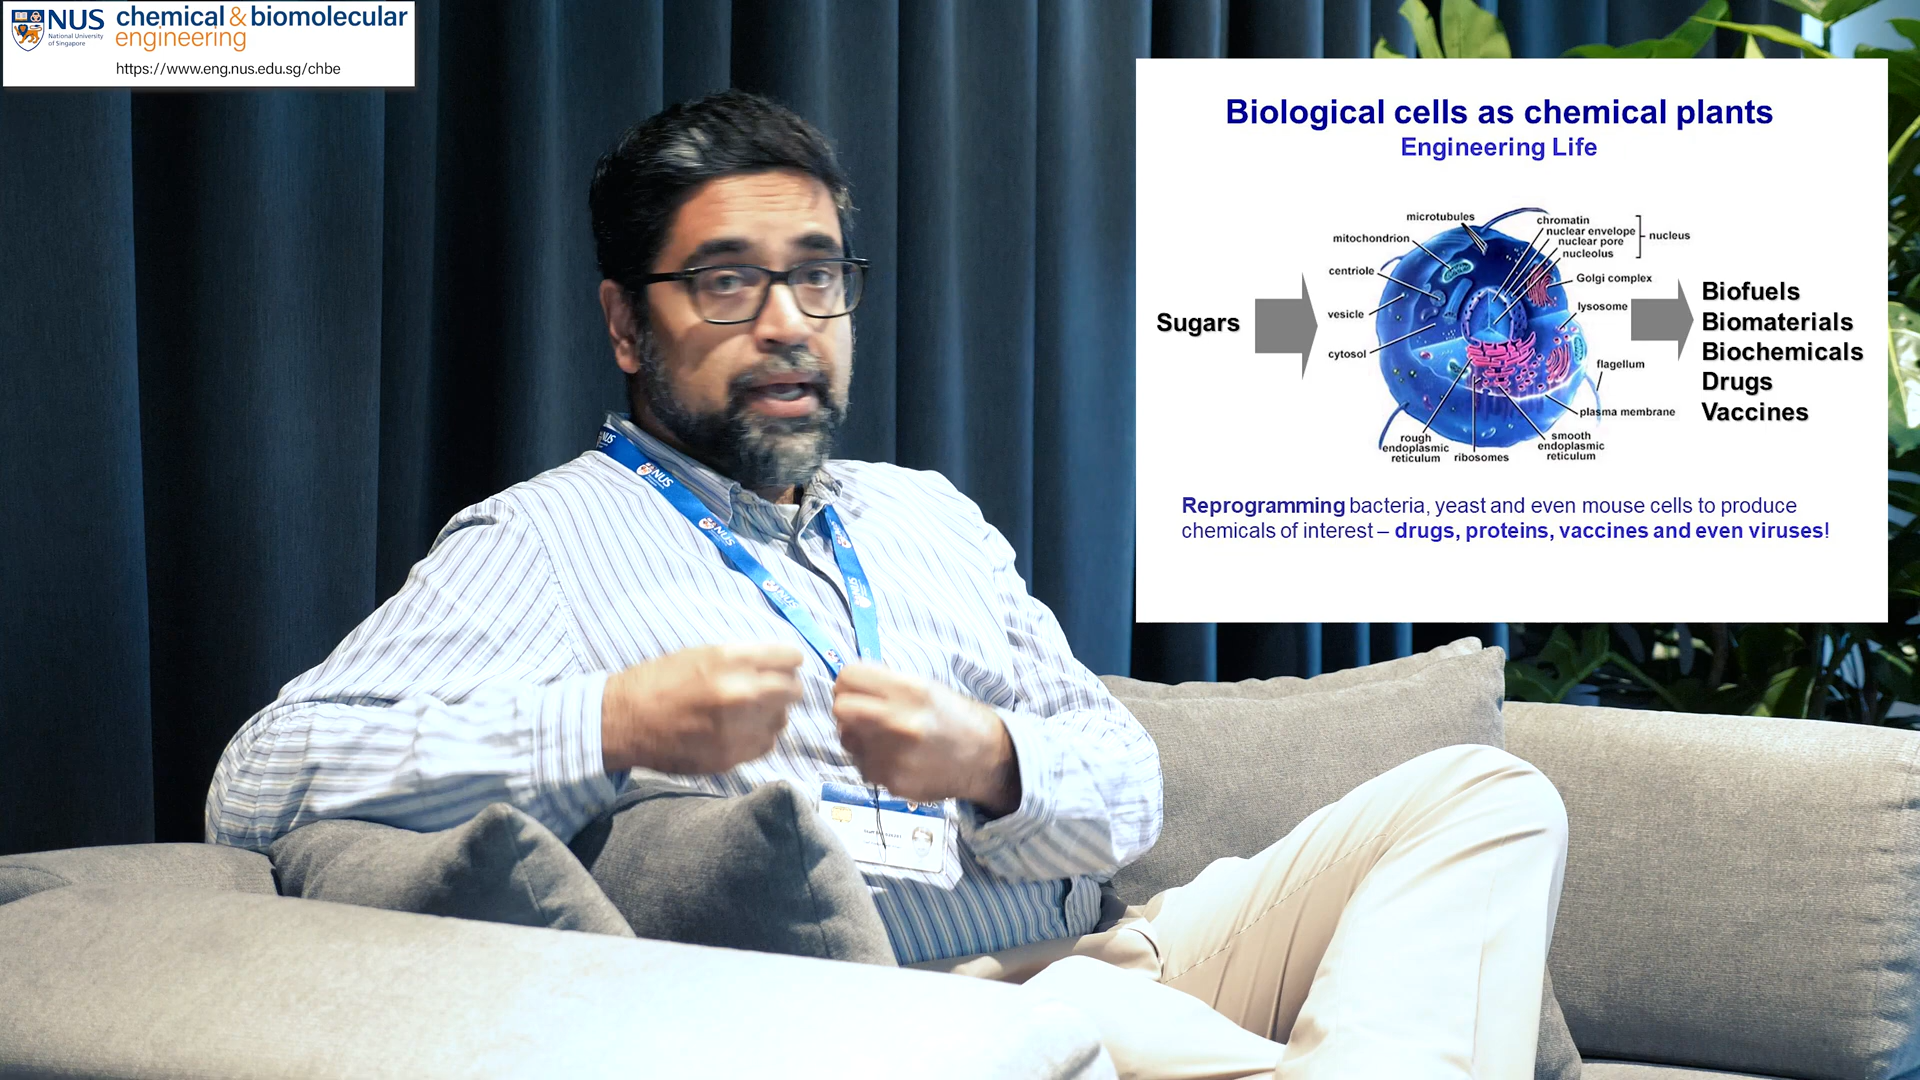 NUS
National University
of Singapore
chemical & biomolecular
engineering
https://www.eng.nus.edu.sg/chbe
Biological cells as chemical plants
Engineering Life
microtubules
mitochondrion
centriole
vesicle
cytosol
rough
endoplasmic
reticulum
ribosomes
smooth
endoplasmic
reticulum
chromatin
nuclear envelope
nuclear pore
nucleolus
nucleus
Golgi complex
lysosome
flagellum
plasma membrane
Sugars
Biofuels
Biomaterials
Biochemicals
Drugs
Vaccines
Reprogramming bacteria, yeast and even mouse cells to produce
chemicals of interest – drugs, proteins, vaccines and even viruses!
NUS
NUS
NUS
NUS
NUS
NUS